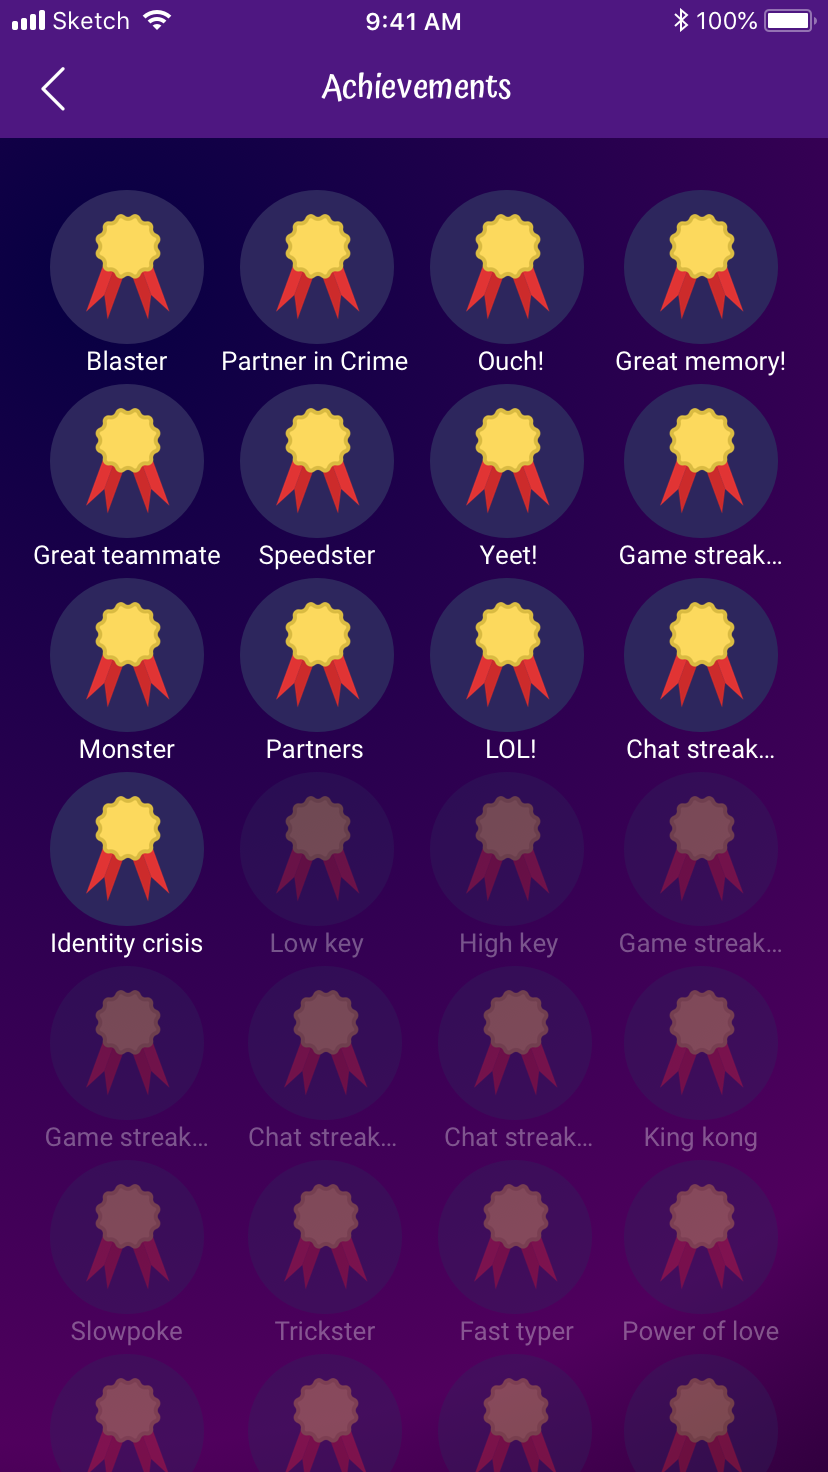 Sketch 9:41 AM 100%
Achievements
Blaster Partner in Crime Ouch! Great memory!
Great teammate Speedster Yeet! Game streak...
Monster Partners LOL! Chat streak...
Identity crisis Low key High key Game streak...
Game streak... Chat streak... Chat streak... King kong
Slowpoke Trickster Fast typer Power of love